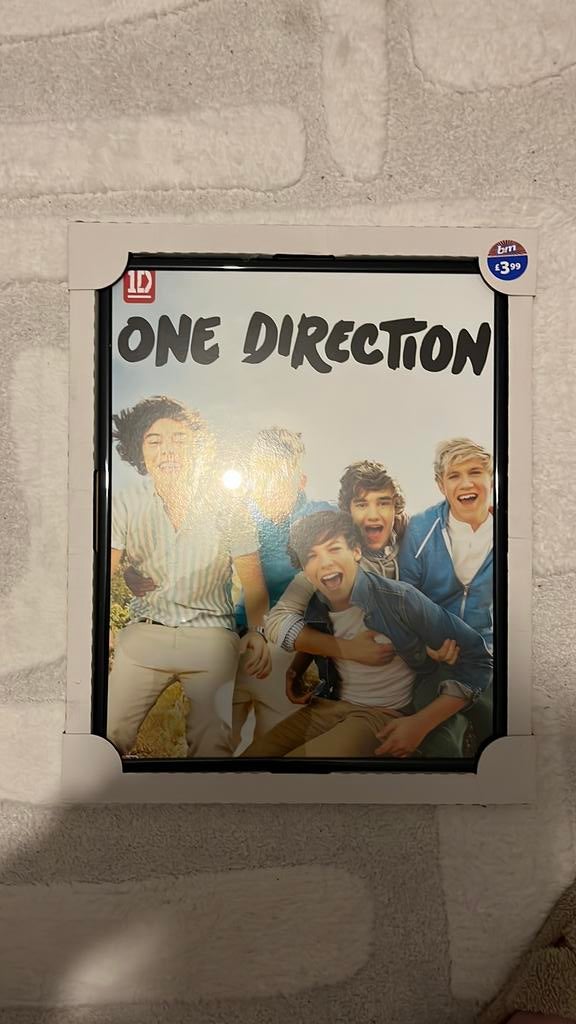 bm
£3.99
1D
ONE DIRECTION